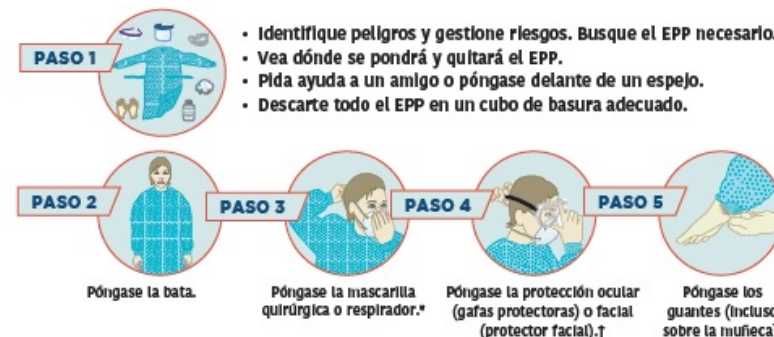 PASO 1
• Identifique peligros y gestione riesgos. Busque el EPP necesario.
• Vea dónde se pondrá y quitará el EPP.
• Pida ayuda a un amigo o póngase delante de un espejo.
• Descarte todo el EPP en un cubo de basura adecuado.
PASO 2
Póngase la bata.
PASO 3
Póngase la mascarilla
quirúrgica o respirador.*
PASO 4
Póngase la protección ocular
(gafas protectoras) o facial
(protector facial).†
PASO 5
Póngase los
guantes (incluso
sobre la muñeca